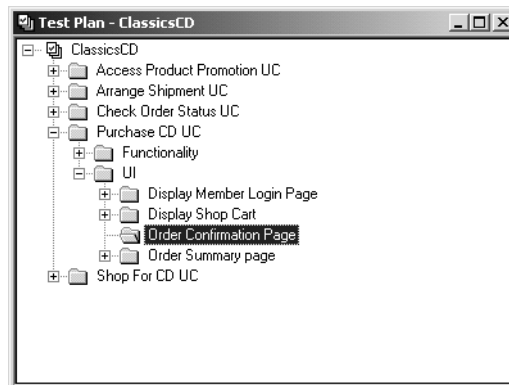 Test Plan - ClassicsCD
ClassicsCD
Access Product Promotion UC
Arrange Shipment UC
Check Order Status UC
Purchase CD UC
Functionality
UI
Display Member Login Page
Display Shop Cart
Order Confirmation Page
Order Summary page
Shop For CD UC